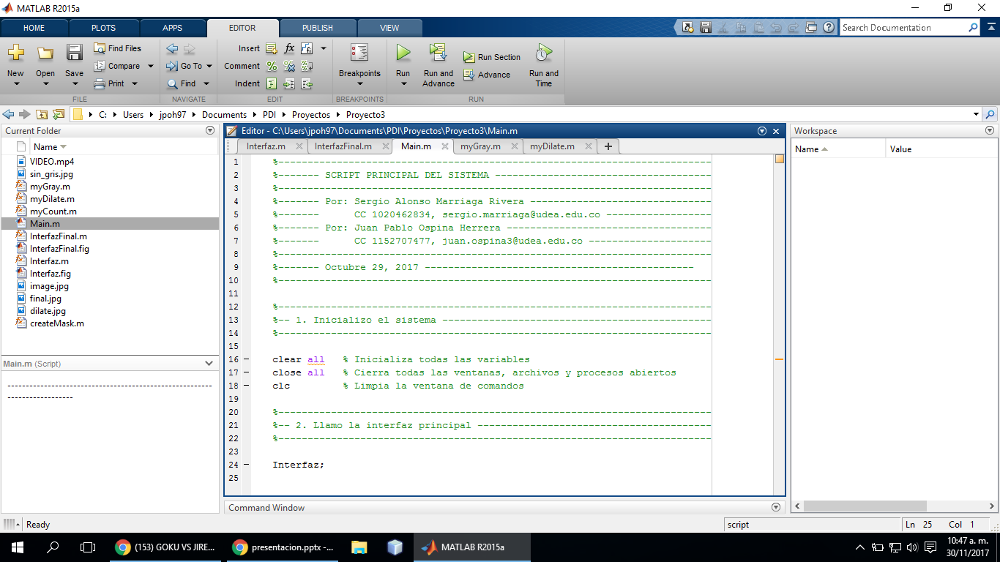 MATLAB R2015a
HOME PLOTS APPS EDITOR PUBLISH VIEW
Search Documentation
New Open Save
Find Files
Compare
Print
Go To
Find
Insert
Comment
Indent
fx
Breakpoints
Run
Run and Advance
Run Section
Advance
Run and Time
FILE NAVIGATE EDIT BREAKPOINTS RUN
C: Users jpoh97 Documents PDI Proyectos Proyecto3
Current Folder
Name
VIDEO.mp4
sin_gris.jpg
myGray.m
myDilate.m
myCount.m
Main.m
InterfazFinal.m
InterfazFinal.fig
Interfaz.m
Interfaz.fig
image.jpg
final.jpg
dilate.jpg
createMask.m
Main.m (Script)
--------------------------------------------------
----------------
Editor - C:\Users\jpoh97\Documents\PDI\Proyectos\Proyecto3\Main.m
Interfaz.m InterfazFinal.m Main.m myGray.m myDilate.m +
1 %--------------------------------------------------------------------------
2 %------- SCRIPT PRINCIPAL DEL SISTEMA -------------------------------------
3 %--------------------------------------------------------------------------
4 %------- Por: Sergio Alonso Marriaga Rivera -------------------------------
5 %-------      CC 1020462834, sergio.marriaga@udea.edu.co ------------------
6 %------- Por: Juan Pablo Ospina Herrera -----------------------------------
7 %-------      CC 1152707477, juan.ospina3@udea.edu.co ---------------------
8 %--------------------------------------------------------------------------
9 %------- Octubre 29, 2017 ----------------------------------------------
10 %--------------------------------------------------------------------------
11
12 %--------------------------------------------------------------------------
13 %-- 1. Inicializo el sistema ----------------------------------------------
14 %--------------------------------------------------------------------------
15
16 – clear all   % Inicializa todas las variables
17 – close all   % Cierra todas las ventanas, archivos y procesos abiertos
18 – clc         % Limpia la ventana de comandos
19
20 %--------------------------------------------------------------------------
21 %-- 2. Llamo la interfaz principal ----------------------------------------
22 %--------------------------------------------------------------------------
23
24 – Interfaz;
25
Command Window
Workspace
Name Value
Ready
script
Ln 25 Col 1
(153) GOKU VS JIRE...
presentacion.pptx -...
MATLAB R2015a
10:47 a. m.
30/11/2017